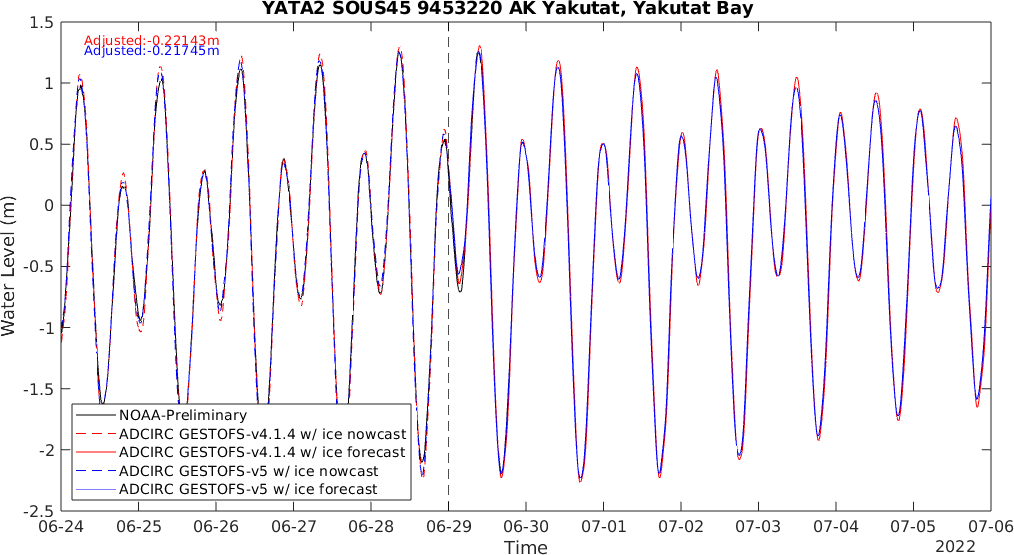 YATA2 SOUS45 9453220 AK Yakutat, Yakutat Bay
Adjusted:-0.22143m
Adjusted:-0.21745m
1.5
1
0.5
0
-0.5
-1
-1.5
-2
-2.5
Water Level (m)
NOAA-Preliminary
ADCIRC GESTOFS-v4.1.4 w/ ice nowcast
ADCIRC GESTOFS-v4.1.4 w/ ice forecast
ADCIRC GESTOFS-v5 w/ ice nowcast
ADCIRC GESTOFS-v5 w/ ice forecast
06-24 06-25 06-26 06-27 06-28 06-29 06-30 07-01 07-02 07-03 07-04 07-05 07-06
Time
2022